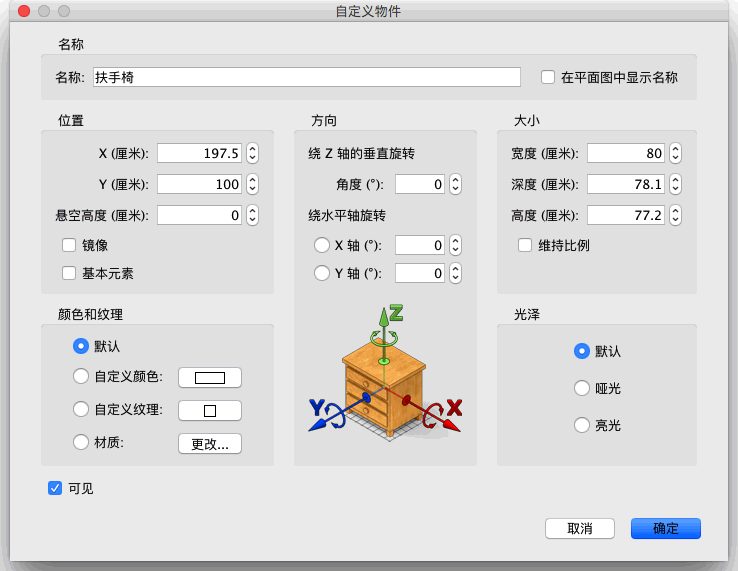 自定义物件
名称
名称: 扶手椅 在平面图中显示名称
位置
X (厘米): 197.5
Y (厘米): 100
悬空高度 (厘米): 0
镜像
基本元素
方向
绕 Z 轴的垂直旋转
角度 (°): 0
绕水平轴旋转
X 轴 (°): 0
Y 轴 (°): 0
Z
Y
X
大小
宽度 (厘米): 80
深度 (厘米): 78.1
高度 (厘米): 77.2
维持比例
颜色和纹理
默认
自定义颜色:
自定义纹理:
材质: 更改...
光泽
默认
哑光
亮光
可见
取消 确定